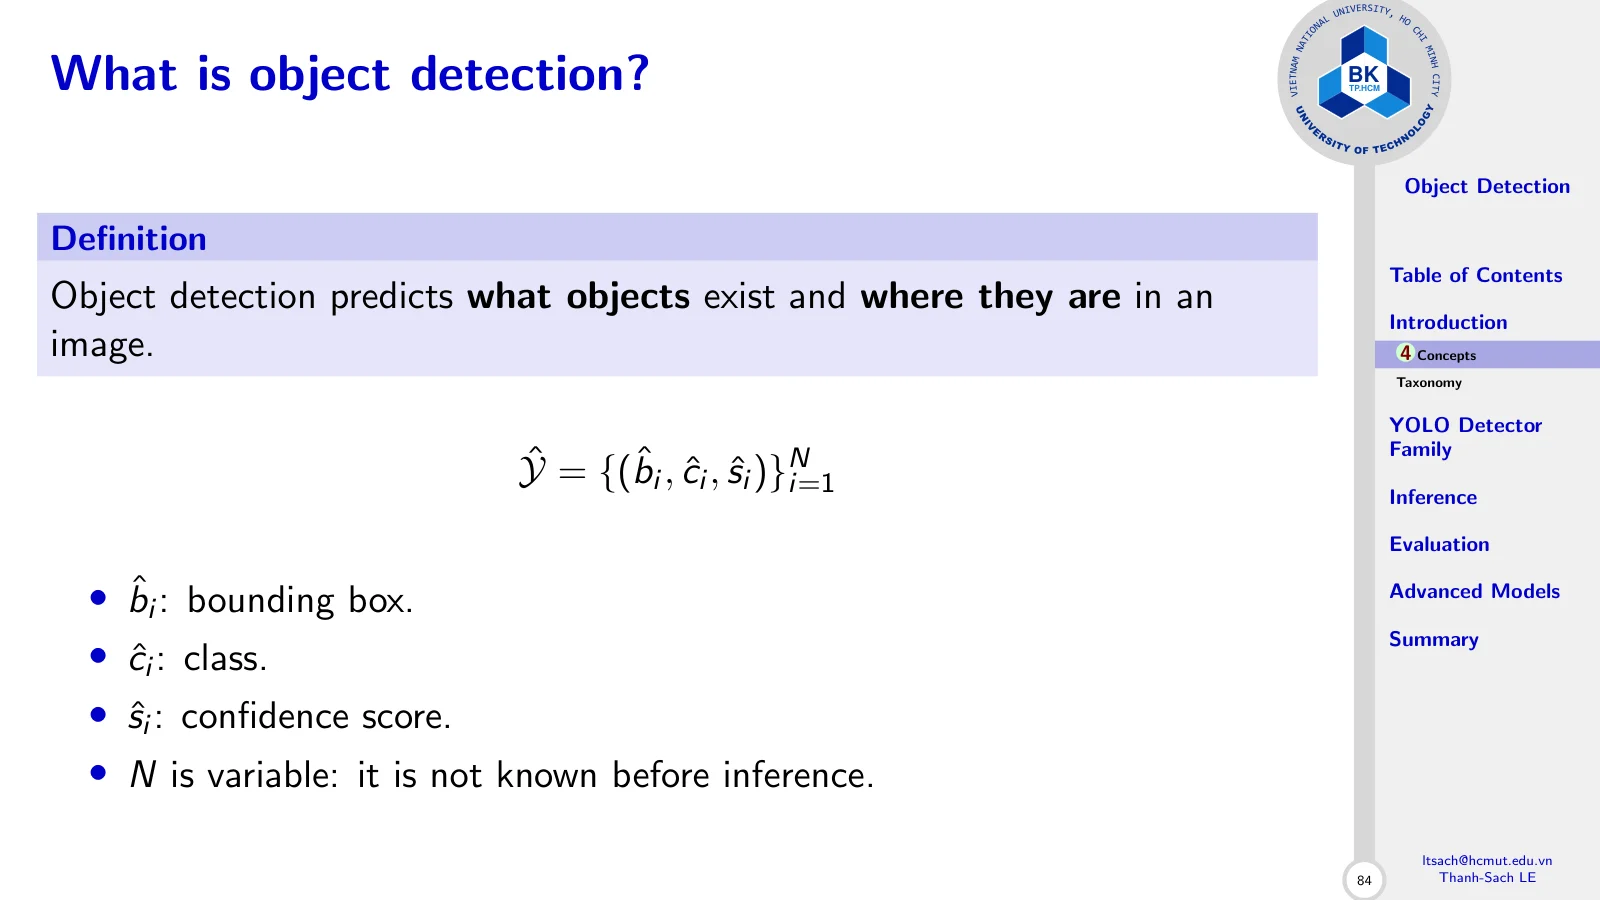 What is object detection?
Definition
Object detection predicts what objects exist and where they are in an
image.
Ŷ = {(b̂ᵢ, ĉᵢ, ŝᵢ)}ᴺᵢ₌₁
• b̂ᵢ: bounding box.
• ĉᵢ: class.
• ŝᵢ: confidence score.
• N is variable: it is not known before inference.
VIETNAM NATIONAL UNIVERSITY, HO CHI MINH CITY
BK
TP.HCM
UNIVERSITY OF TECHNOLOGY
Object Detection
Table of Contents
Introduction
4 Concepts
Taxonomy
YOLO Detector
Family
Inference
Evaluation
Advanced Models
Summary
ltsach@hcmut.edu.vn
Thanh-Sach LE
84